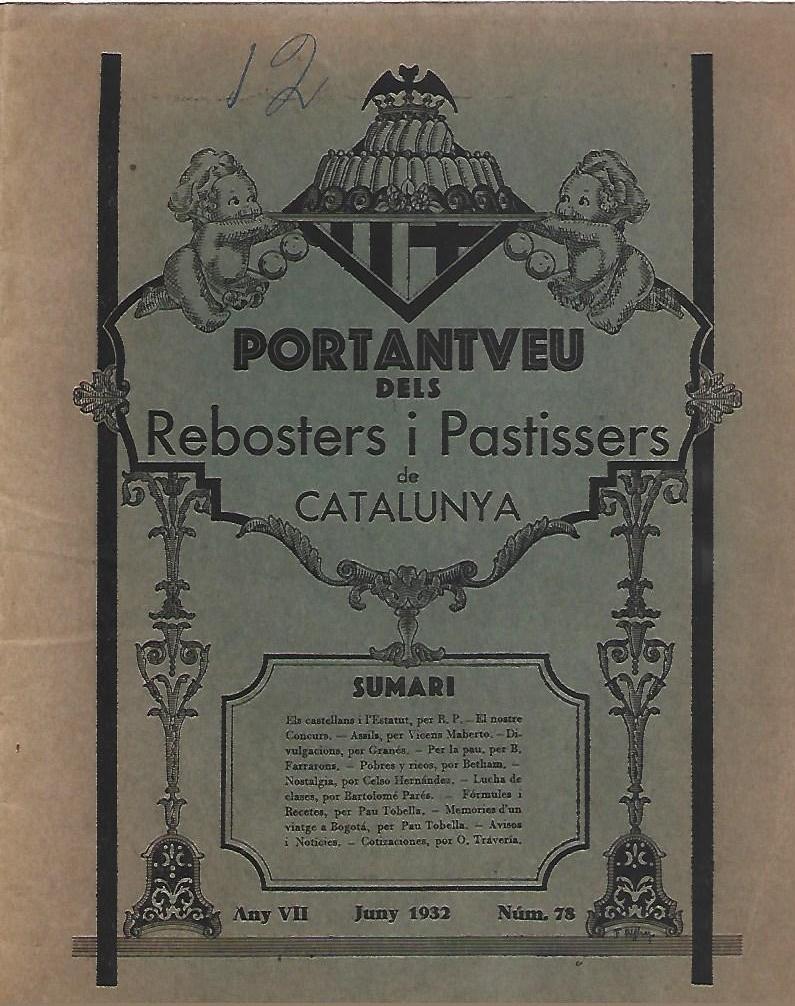 12
PORTANTVEU
DELS
Rebosters i Pastissers
de
CATALUNYA
SUMARI
Els castellans i l'Estatut, per R. P. — El nostre
Concurs. — Assils, per Vicens Maberto. — Di-
vulgacions, per Granés. — Per la pau, per B.
Farrarons. — Pobres y ricos, por Betham. —
Nostalgia, por Celso Hernández. — Lucha de
clases, por Bartolomé Parés. — Fórmules i
Recetes, per Pau Tobella. — Memories d'un
viatge a Bogotá, per Pau Tobella. — Avisos
i Noticies. — Cotizaciones, por O. Travería.
Any VII Juny 1932 Núm. 78